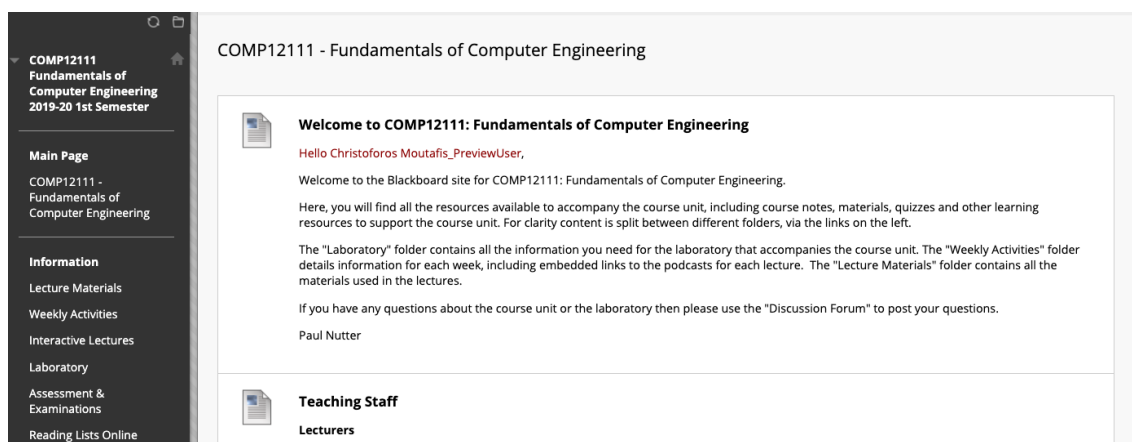 COMP12111
Fundamentals of
Computer Engineering
2019-20 1st Semester
Main Page
COMP12111 -
Fundamentals of
Computer Engineering
Information
Lecture Materials
Weekly Activities
Interactive Lectures
Laboratory
Assessment &
Examinations
Reading Lists Online
COMP12111 - Fundamentals of Computer Engineering
Welcome to COMP12111: Fundamentals of Computer Engineering
Hello Christoforos Moutafis_PreviewUser,
Welcome to the Blackboard site for COMP12111: Fundamentals of Computer Engineering.
Here, you will find all the resources available to accompany the course unit, including course notes, materials, quizzes and other learning
resources to support the course unit. For clarity content is split between different folders, via the links on the left.
The "Laboratory" folder contains all the information you need for the laboratory that accompanies the course unit. The "Weekly Activities" folder
details information for each week, including embedded links to the podcasts for each lecture. The "Lecture Materials" folder contains all the
materials used in the lectures.
If you have any questions about the course unit or the laboratory then please use the "Discussion Forum" to post your questions.
Paul Nutter
Teaching Staff
Lecturers